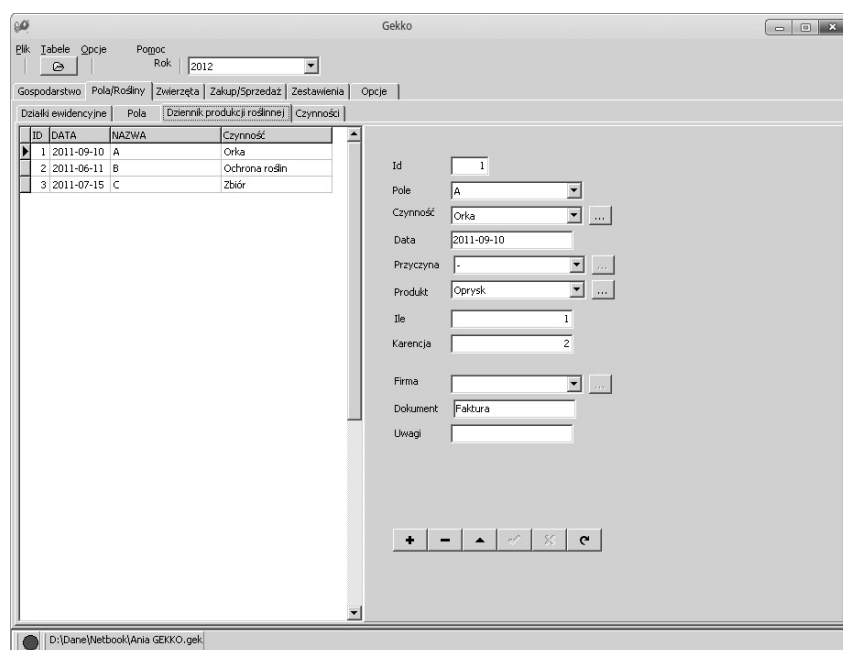 Gekko
Plik Tabele Opcje Pomoc
Rok 2012
Gospodarstwo Pola/Rośliny Zwierzęta Zakup/Sprzedaż Zestawienia Opcje
Działki ewidencyjne Pola Dziennik produkcji roślinnej Czynności
ID DATA NAZWA Czynność
1 2011-09-10 A Orka
2 2011-06-11 B Ochrona roślin
3 2011-07-15 C Zbiór
Id 1
Pole A
Czynność Orka ...
Data 2011-09-10
Przyczyna - ...
Produkt Oprysk ...
Ile 1
Karencja 2
Firma ...
Dokument Faktura
Uwagi
D:\Dane\Netbook\Ania GEKKO.gek